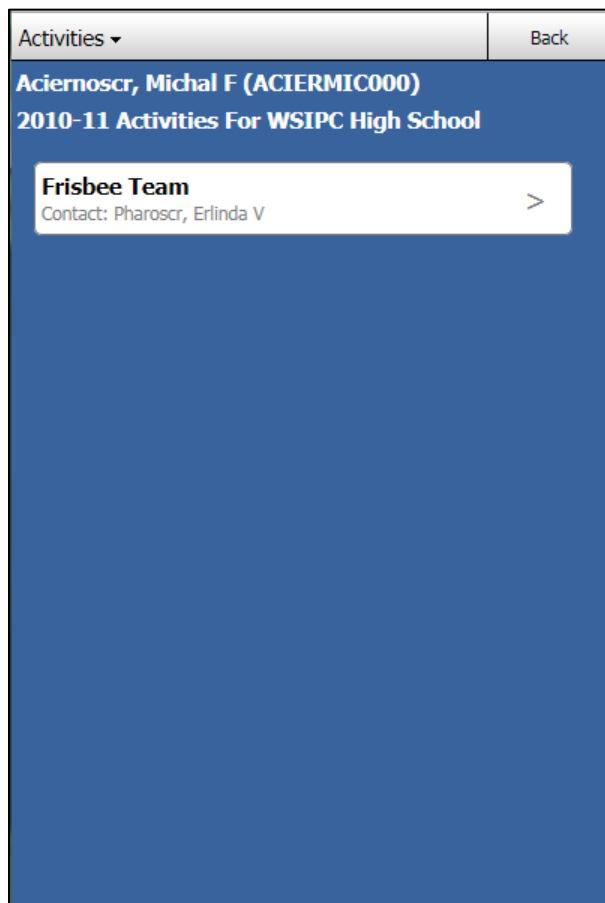 Activities
Back
Aciernoscr, Michal F (ACIERMIC000)
2010-11 Activities For WSIPC High School
Frisbee Team
Contact: Pharoscr, Erlinda V
>